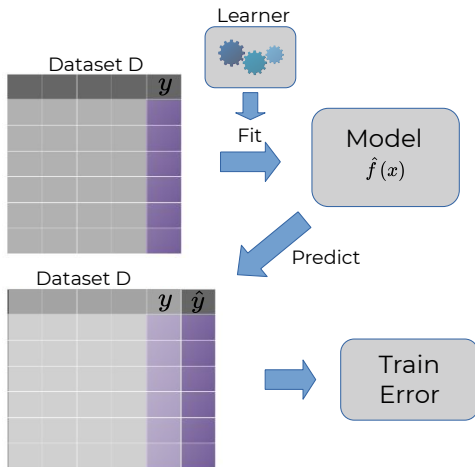 Learner
Dataset D
y
Fit
Model
f̂(x)
Predict
Dataset D
y ŷ
Train
Error